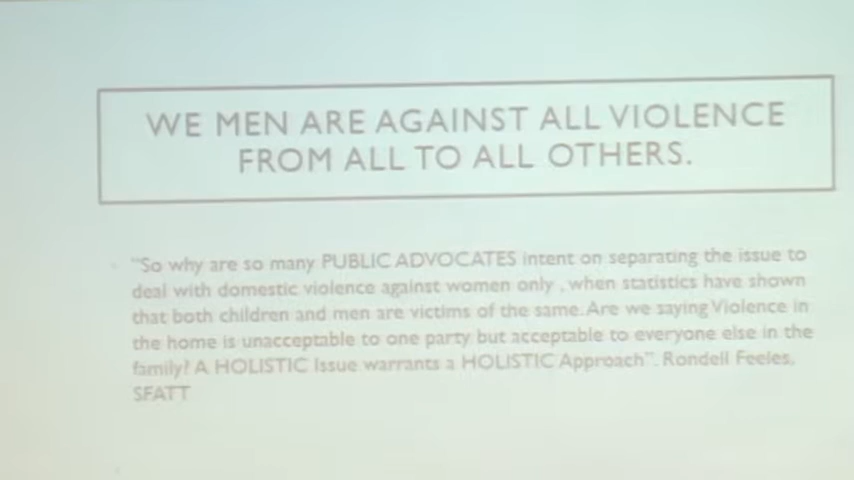 WE MEN ARE AGAINST ALL VIOLENCE
FROM ALL TO ALL OTHERS.
"So why are so many PUBLIC ADVOCATES intent on separating the issue to
deal with domestic violence against women only , when statistics have shown
that both children and men are victims of the same. Are we saying Violence in
the home is unacceptable to one party but acceptable to everyone else in the
family? A HOLISTIC Issue warrants a HOLISTIC Approach". Rondell Feeles,
SFATT